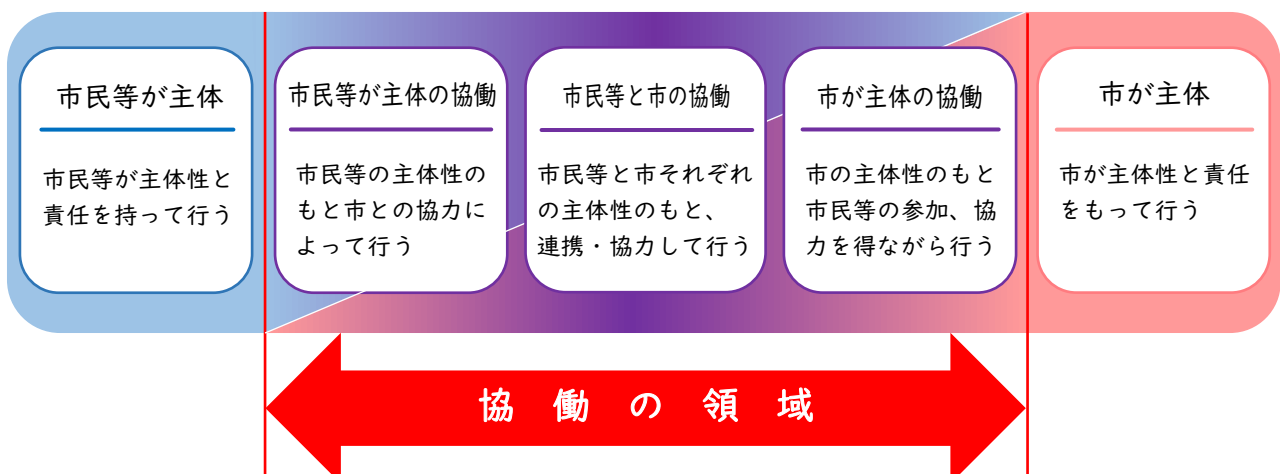 市民等が主体
市民等が主体性と
責任を持って行う
市民等が主体の協働
市民等の主体性の
もと市との協力に
よって行う
市民等と市の協働
市民等と市それぞれ
の主体性のもと、
連携・協力して行う
市が主体の協働
市の主体性のもと
市民等の参加、協
力を得ながら行う
市が主体
市が主体性と責任
をもって行う
協働の領域